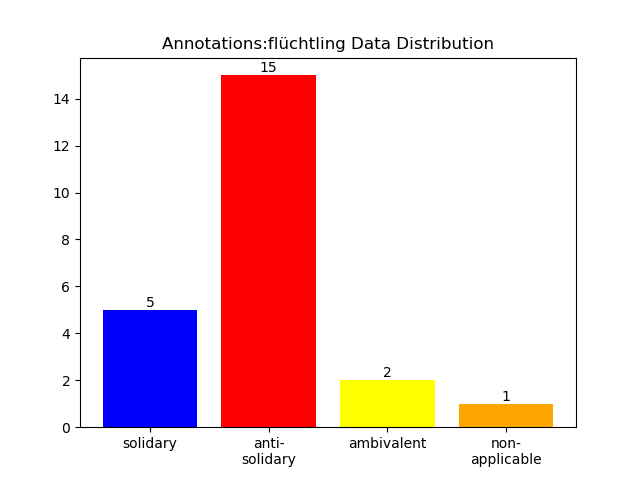 Annotations:flüchtling Data Distribution
15
14
12
10
8
6
5
4
2
2
1
0
solidary
anti-
solidary
ambivalent
non-
applicable